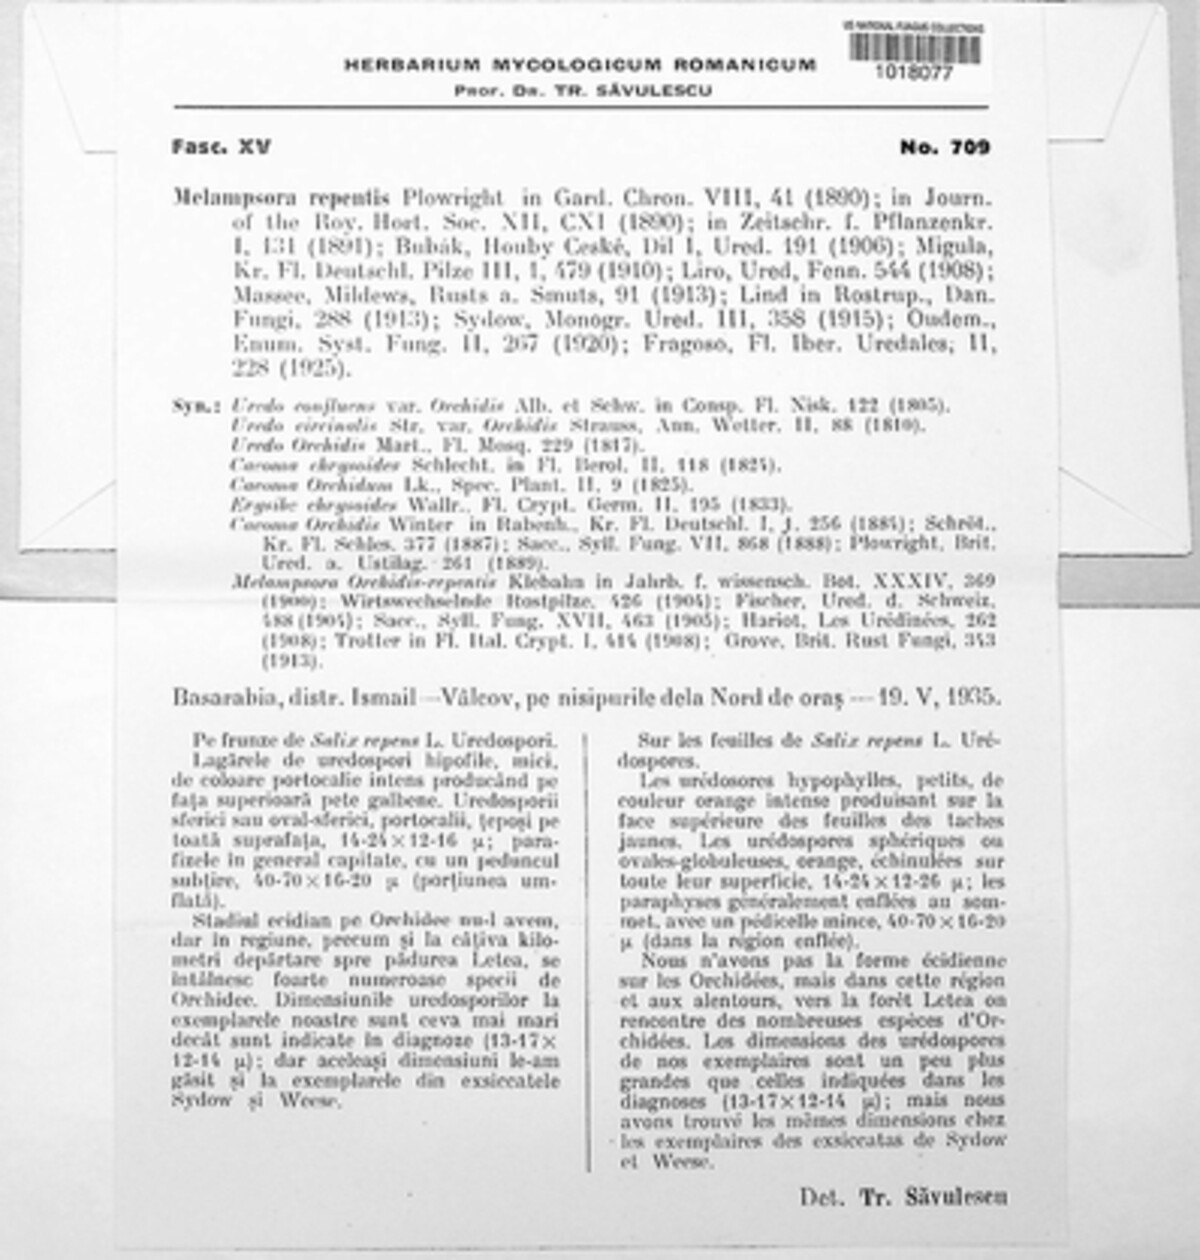 US NATIONAL FUNGUS COLLECTIONS
1018077
HERBARIUM MYCOLOGICUM ROMANICUM
Prof. Dr. TR. SĂVULESCU
Fasc. XV
No. 709
Melampsora repentis Plowright in Gard. Chron. VIII, 41 (1890); in Journ.
of the Roy. Hort. Soc. XII, CXI (1890); in Zeitschr. f. Pflanzenkr.
I, 131 (1891); Bubák, Houby České, Dil I, Ured. 191 (1906); Migula,
Kr. Fl. Deutschl. Pilze III, 1, 479 (1910); Liro, Ured, Fenn. 544 (1908);
Massee, Mildews, Rusts a. Smuts, 91 (1913); Lind in Rostrup., Dan.
Fungi, 288 (1913); Sydow, Monogr. Ured. III, 358 (1915); Oudem.,
Enum. Syst. Fung. II, 267 (1920); Fragoso, Fl. Iber. Uredales, II,
228 (1925).
Syn.: Uredo confluens var. Orchidis Alb. et Schw. in Consp. Fl. Nisk. 122 (1805).
Uredo circinalis Str. var. Orchidis Strauss, Ann. Wetter. II, 88 (1810).
Uredo Orchidis Mart., Fl. Mosq. 229 (1817).
Caeoma chrysoides Schlecht. in Fl. Berol. II, 118 (1824).
Caeoma Orchidum Lk., Spec. Plant. II, 9 (1825).
Erysibe chrysoides Wallr., Fl. Crypt. Germ. II, 195 (1833).
Caeoma Orchidis Winter in Rabenh., Kr. Fl. Deutschl. I, 1, 256 (1884); Schröt.,
Kr. Fl. Schles. 377 (1887); Sacc., Syll. Fung. VII, 868 (1888); Plowright, Brit.
Ured. a. Ustilag. 261 (1889).
Melampsora Orchidis-repentis Klebahn in Jahrb. f. wissensch. Bot. XXXIV, 369
(1900); Wirtswechselnde Rostpilze, 426 (1904); Fischer, Ured. d. Schweiz,
488 (1904); Sacc., Syll. Fung. XVII, 463 (1905); Hariot, Les Urédinées, 262
(1908); Trotter in Fl. Ital. Crypt. I, 414 (1908); Grove, Brit. Rust Fungi, 343
(1913).
Basarabia, distr. Ismail — Vâlcov, pe nisipurile dela Nord de oraș — 19. V, 1935.
Pe frunze de Salix repens L. Uredospori.
Lagărele de uredospori hipofile, mici,
de coloare portocalie intens producând pe
fața superioară pete galbene. Uredosporii
sferici sau oval-sferici, portocalii, țepoși pe
toată suprafața, 14-24×12-16 μ; para-
fizele în general capitate, cu un peduncul
subțire, 40-70×16-20 μ (porțiunea um-
flată).
Stadiul ecidian pe Orchidee nu-l avem,
dar în regiune, precum și la câțiva kilo-
metri depărtare spre pădurea Letea, se
întâlnesc foarte numeroase specii de
Orchidee. Dimensiunile uredosporilor la
exemplarele noastre sunt ceva mai mari
decât sunt indicate în diagnoze (13-17×
12-14 μ); dar aceleași dimensiuni le-am
găsit și la exemplarele din exsiccatele
Sydow și Weese.
Sur les feuilles de Salix repens L. Uré-
dospores.
Les urédosores hypophylles, petits, de
couleur orange intense produisant sur la
face supérieure des feuilles des taches
jaunes. Les urédospores sphériques ou
ovales-globuleuses, orange, échinulées sur
toute leur superficie, 14-24×12-26 μ; les
paraphyses généralement enflées au som-
met, avec un pédicelle mince, 40-70×16-20
μ (dans la région enflée).
Nous n'avons pas la forme écidienne
sur les Orchidées, mais dans cette région
et aux alentours, vers la forêt Letea on
rencontre des nombreuses espèces d'Or-
chidées. Les dimensions des urédospores
de nos exemplaires sont un peu plus
grandes que celles indiquées dans les
diagnoses (13-17×12-14 μ); mais nous
avons trouvé les mêmes dimensions chez
les exemplaires des exsiccatas de Sydow
et Weese.
Det. Tr. Săvulescu